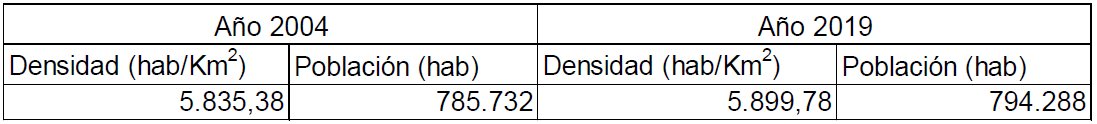 Año 2004 Año 2019
Densidad (hab/Km²) Población (hab) Densidad (hab/Km²) Población (hab)
5.835,38 785.732 5.899,78 794.288